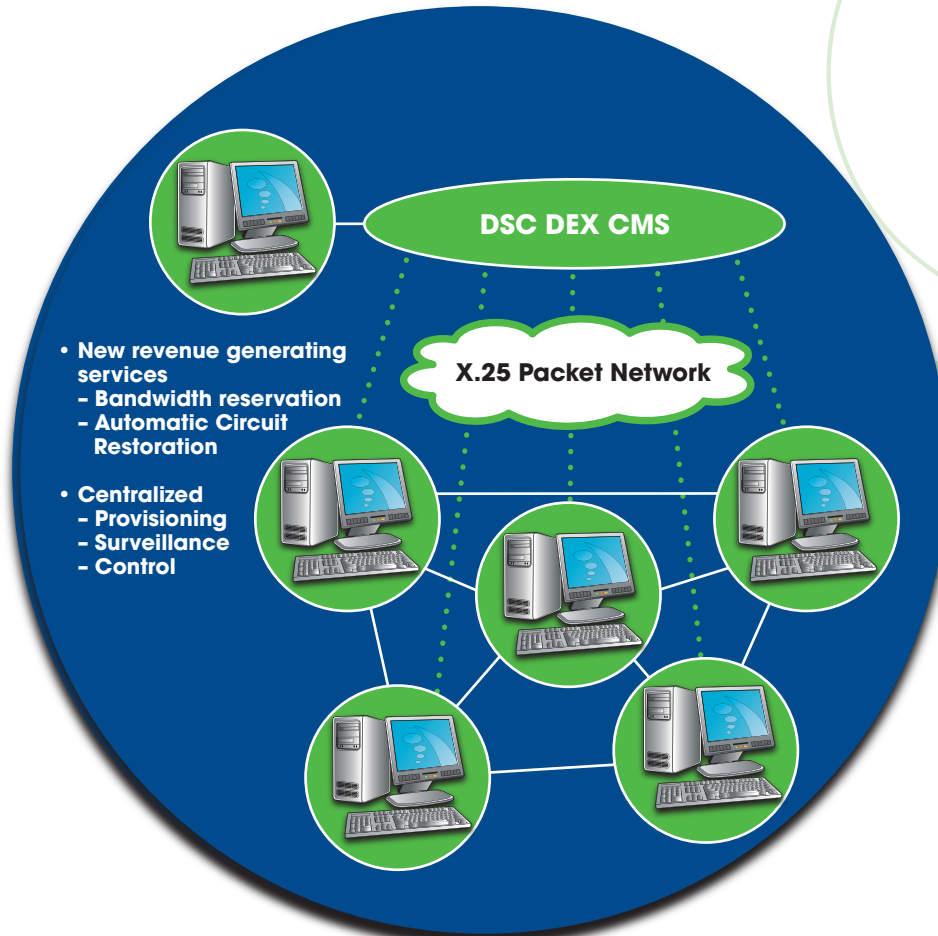 DSC DEX CMS
X.25 Packet Network
• New revenue generating
services
– Bandwidth reservation
– Automatic Circuit
Restoration
• Centralized
– Provisioning
– Surveillance
– Control